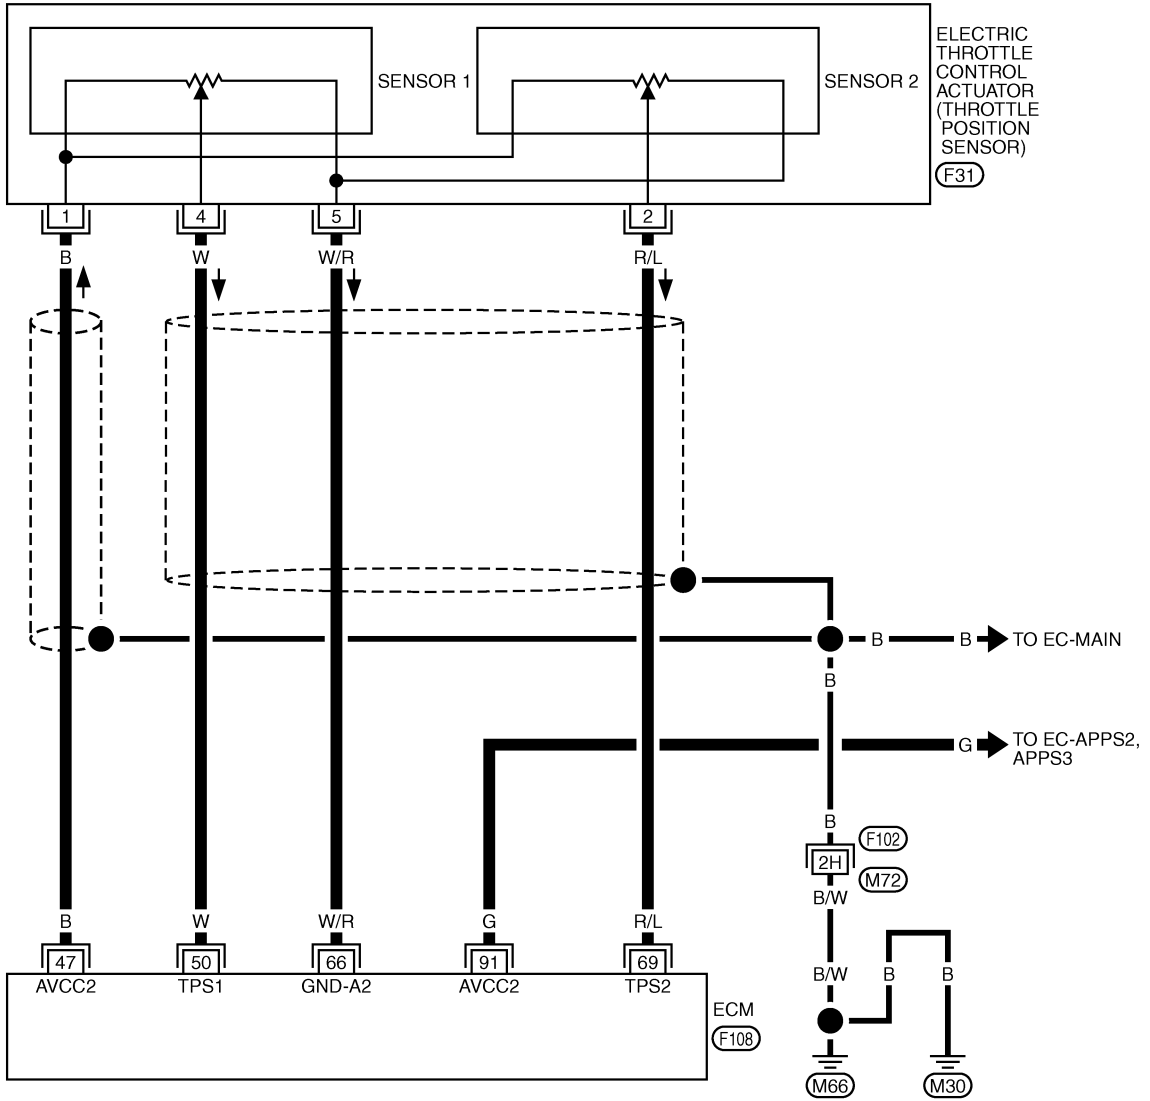 ELECTRIC
THROTTLE
CONTROL
ACTUATOR
(THROTTLE
POSITION
SENSOR)
F31
SENSOR 1
SENSOR 2
1 4 5 2
B W W/R R/L
B B TO EC-MAIN
B
G TO EC-APPS2,
APPS3
B F102
2H
M72
B/W
B W W/R G R/L
47 50 66 91 69
AVCC2 TPS1 GND-A2 AVCC2 TPS2
B/W B B
ECM
F108
M66 M30